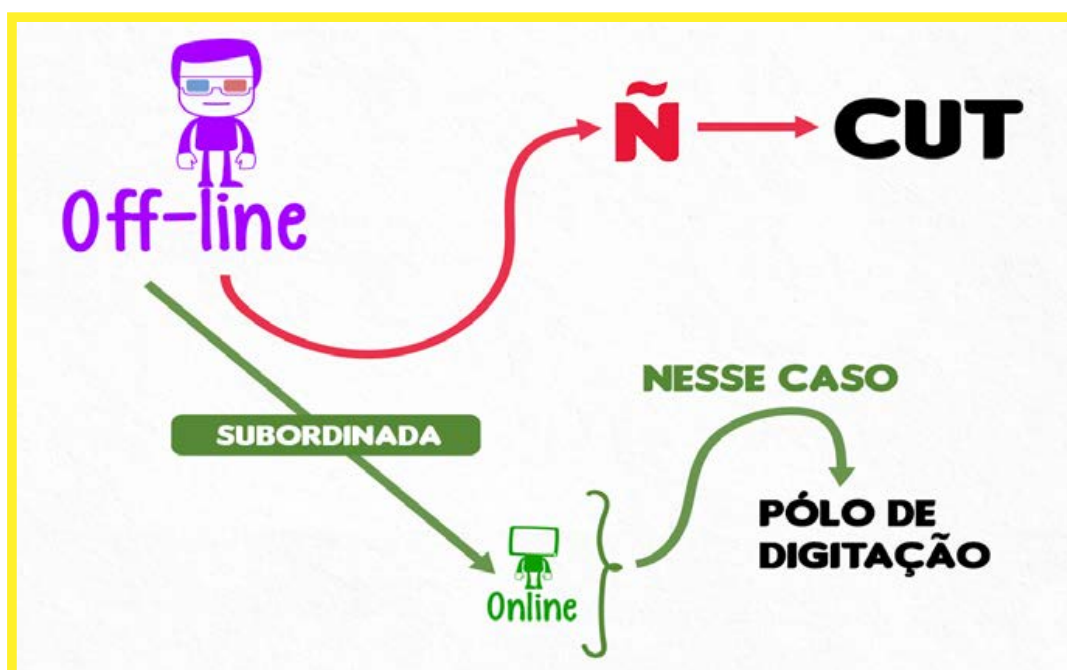 Off-line
Ñ
CUT
NESSE CASO
SUBORDINADA
PÓLO DE
DIGITAÇÃO
Online